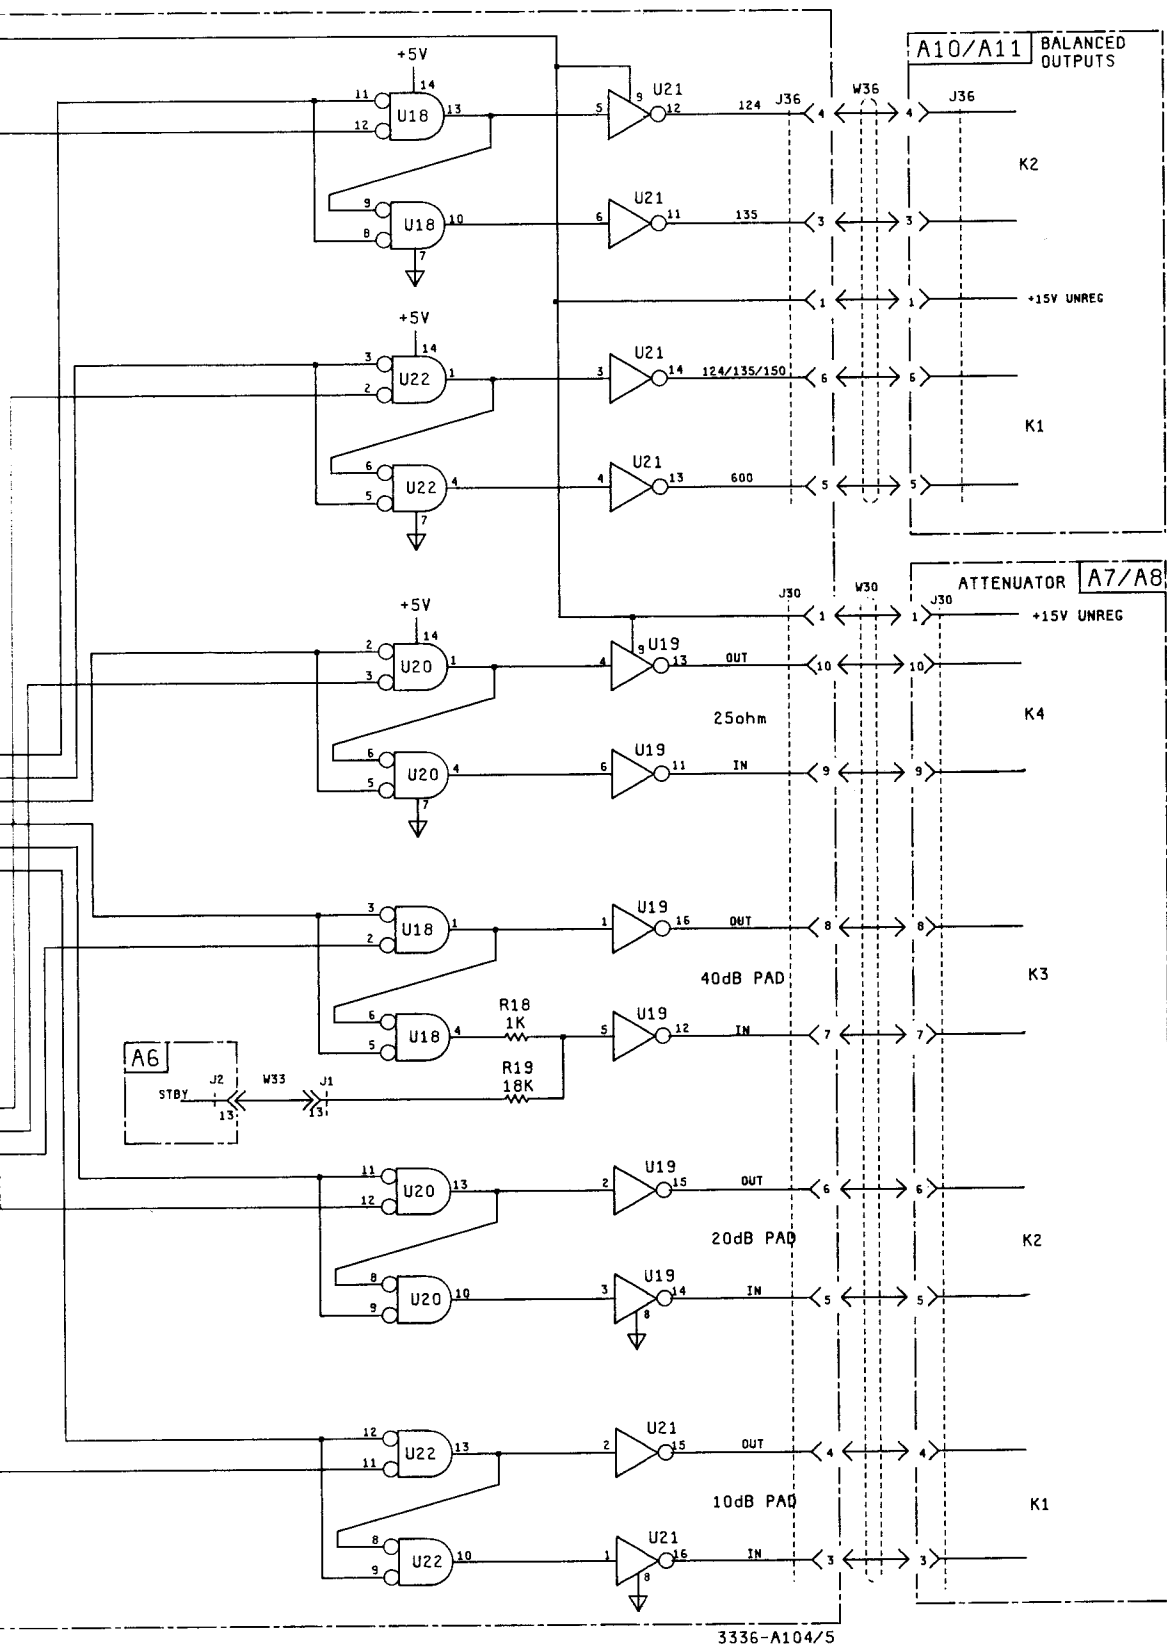 A10/A11 BALANCED OUTPUTS
+5V
14
11 U18 13 5 9 U21 12 124 J36 4 W36 4 J36
12
K2
9 U18 10 6 U21 11 135 3 3
8
7
1 1 +15V UNREG
+5V
14
3 U22 1 3 U21 14 124/135/150 6 6
2
K1
6 U22 4 4 U21 13 600 5 5
5
7
ATTENUATOR A7/A8
J30 W30 J30
1 1 +15V UNREG
+5V
14
2 U20 1 4 9 U19 13 OUT 10 10
3
25ohm K4
6 U20 4 6 U19 11 IN 9 9
5
7
3 U18 1 1 U19 16 OUT 8 8
2
40dB PAD K3
6 U18 4 R18 1K 5 U19 12 IN 7 7
5
A6
R19 18K
STBY J2 13 W33 J1 13
11 U20 13 2 U19 15 OUT 6 6
12
20dB PAD K2
8 U20 10 3 U19 14 IN 5 5
9 8
12 U22 13 2 U21 15 OUT 4 4
11
10dB PAD K1
8 U22 10 1 U21 16 IN 3 3
9 8
3336-A104/5